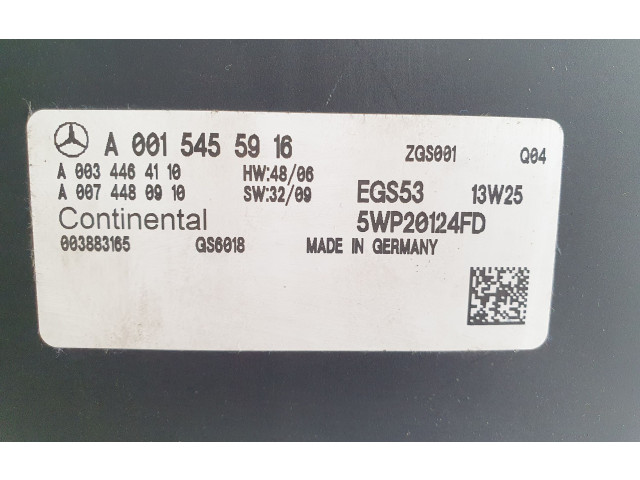 A 001 545 59 16 ZGS001 Q04
A 003 446 41 10 HW:48/06
A 007 448 09 10 SW:32/09 EGS53 13W25
Continental 5WP20124FD
003883165 GS6018 MADE IN GERMANY